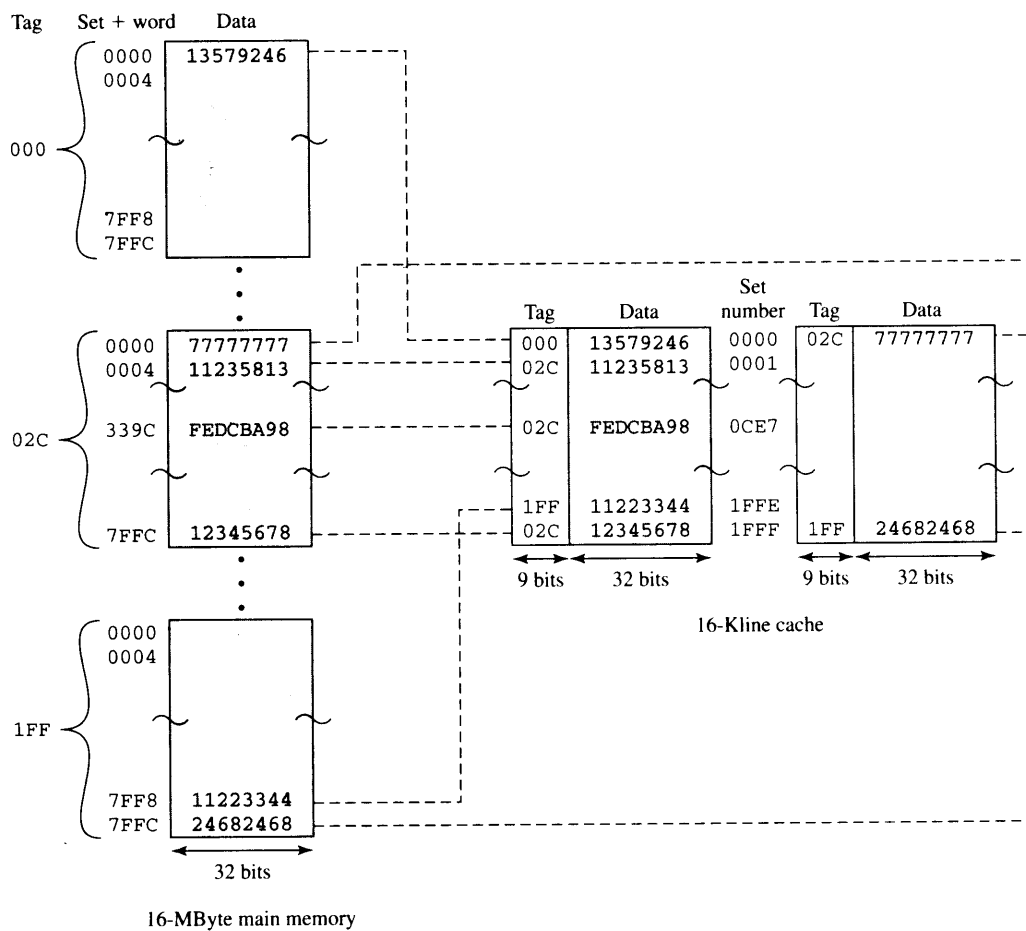 Tag Set + word Data
0000 13579246
0004
000
7FF8
7FFC
0000 77777777
0004 11235813
02C 339C FEDCBA98
7FFC 12345678
0000
0004
1FF
7FF8 11223344
7FFC 24682468
32 bits
16-MByte main memory
Tag Data Set number Tag Data
000 13579246 0000 02C 77777777
02C 11235813 0001
02C FEDCBA98 0CE7
1FF 11223344 1FFE
02C 12345678 1FFF 1FF 24682468
9 bits 32 bits 9 bits 32 bits
16-Kline cache